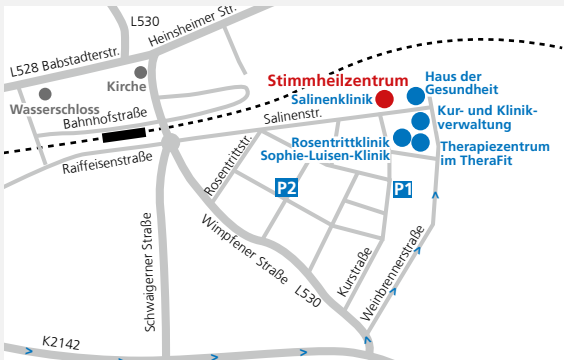 L530
Heinsheimer Str.
L528 Babstadterstr.
Kirche
Wasserschloss
Bahnhofstraße
Raiffeisenstraße
Stimmheilzentrum
Salinenklinik
Haus der
Gesundheit
Salinenstr.
Kur- und Klinik-
verwaltung
Rosentrittklinik
Sophie-Luisen-Klinik
Therapiezentrum
im TheraFit
Rosentrittstr.
P2
P1
Schwaigerner Straße
Wimpfener Straße
L530
Kurstraße
Weinbrennerstraße
K2142